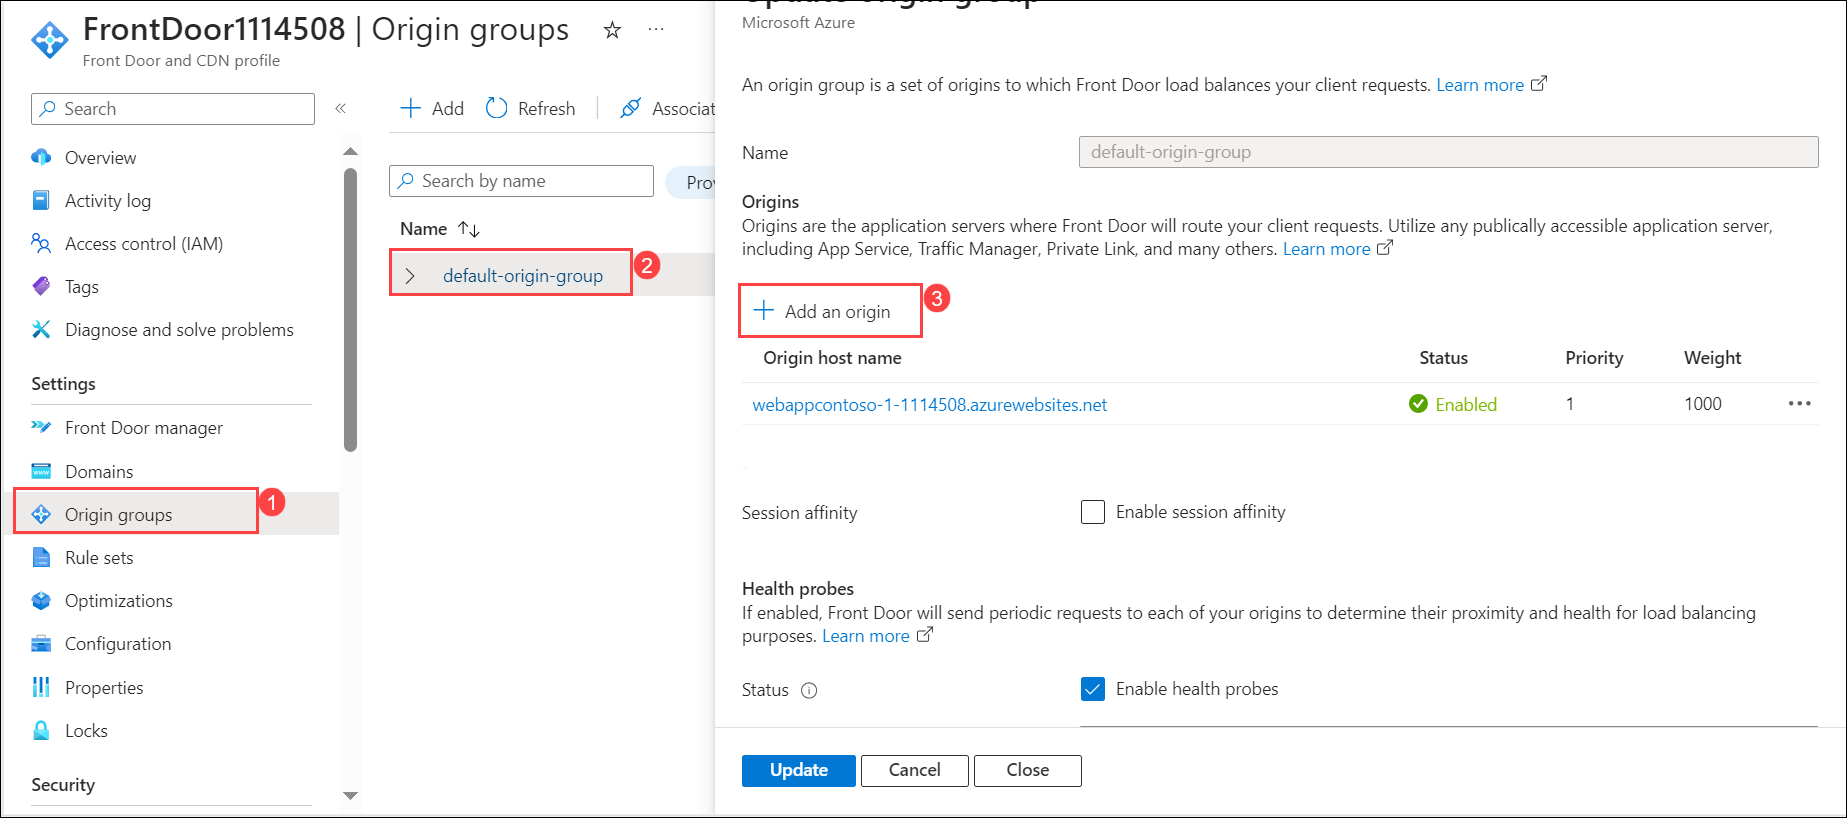 FrontDoor1114508 | Origin groups
Front Door and CDN profile
Search
Overview
Activity log
Access control (IAM)
Tags
Diagnose and solve problems
Settings
Front Door manager
Domains
Origin groups
1
Rule sets
Optimizations
Configuration
Properties
Locks
Security
Add
Refresh
Associat
Search by name
Prov
Name
default-origin-group
2
Update origin group
Microsoft Azure
An origin group is a set of origins to which Front Door load balances your client requests. Learn more
Name
default-origin-group
Origins
Origins are the application servers where Front Door will route your client requests. Utilize any publically accessible application server,
including App Service, Traffic Manager, Private Link, and many others. Learn more
Add an origin
3
Origin host name Status Priority Weight
webappcontoso-1-1114508.azurewebsites.net Enabled 1 1000
Session affinity
Enable session affinity
Health probes
If enabled, Front Door will send periodic requests to each of your origins to determine their proximity and health for load balancing
purposes. Learn more
Status
Enable health probes
Update Cancel Close